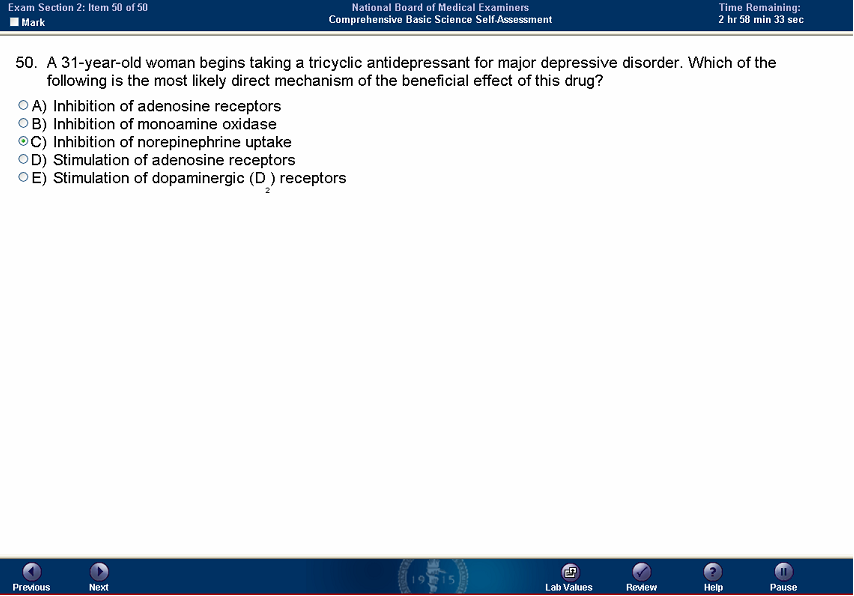 Exam Section 2: Item 50 of 50
National Board of Medical Examiners
Time Remaining:
Mark
Comprehensive Basic Science Self-Assessment
2 hr 58 min 33 sec
50. A 31-year-old woman begins taking a tricyclic antidepressant for major depressive disorder. Which of the
following is the most likely direct mechanism of the beneficial effect of this drug?
A) Inhibition of adenosine receptors
B) Inhibition of monoamine oxidase
C) Inhibition of norepinephrine uptake
D) Stimulation of adenosine receptors
E) Stimulation of dopaminergic (D2) receptors
1915
Previous
Next
Lab Values
Review
Help
Pause